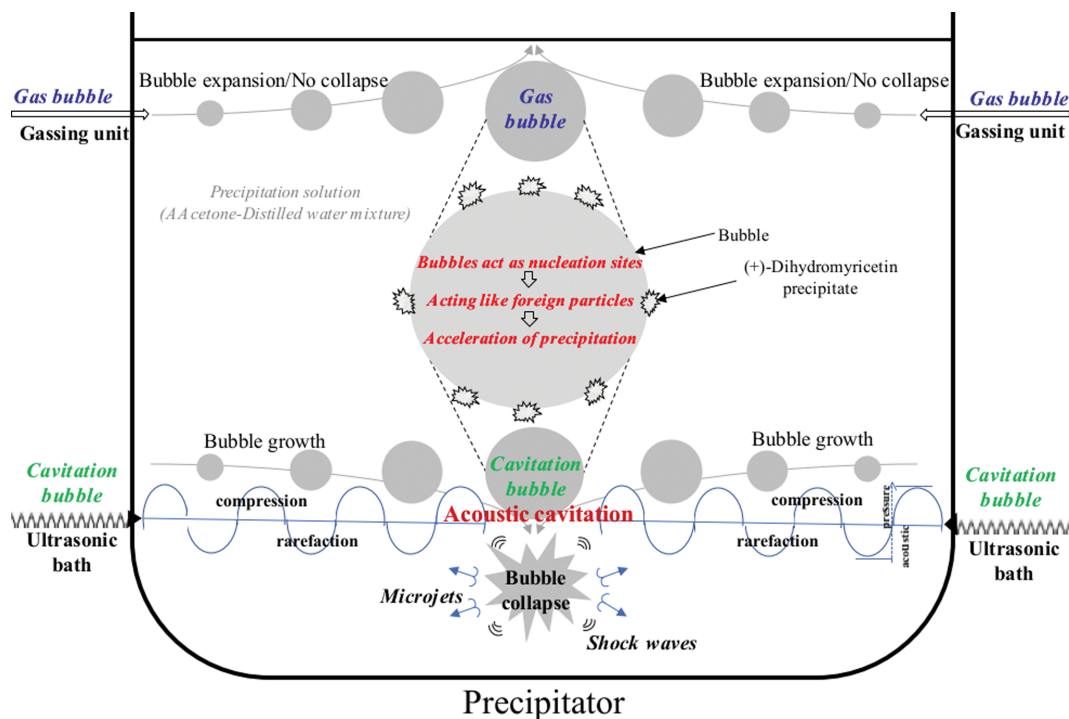 Bubble expansion/No collapse
Bubble expansion/No collapse
Gas bubble
Gassing unit
Gas
bubble
Gas bubble
Gassing unit
Precipitation solution
(AAcetone-Distilled water mixture)
Bubble
(+)-Dihydromyricetin
precipitate
Bubbles act as nucleation sites
Acting like foreign particles
Acceleration of precipitation
Bubble growth
Bubble growth
Cavitation
bubble
Ultrasonic
bath
Cavitation
bubble
Cavitation
bubble
Ultrasonic
bath
compression
compression
pressure
acoustic
Acoustic cavitation
rarefaction
rarefaction
Bubble
collapse
Microjets
Shock waves
Precipitator